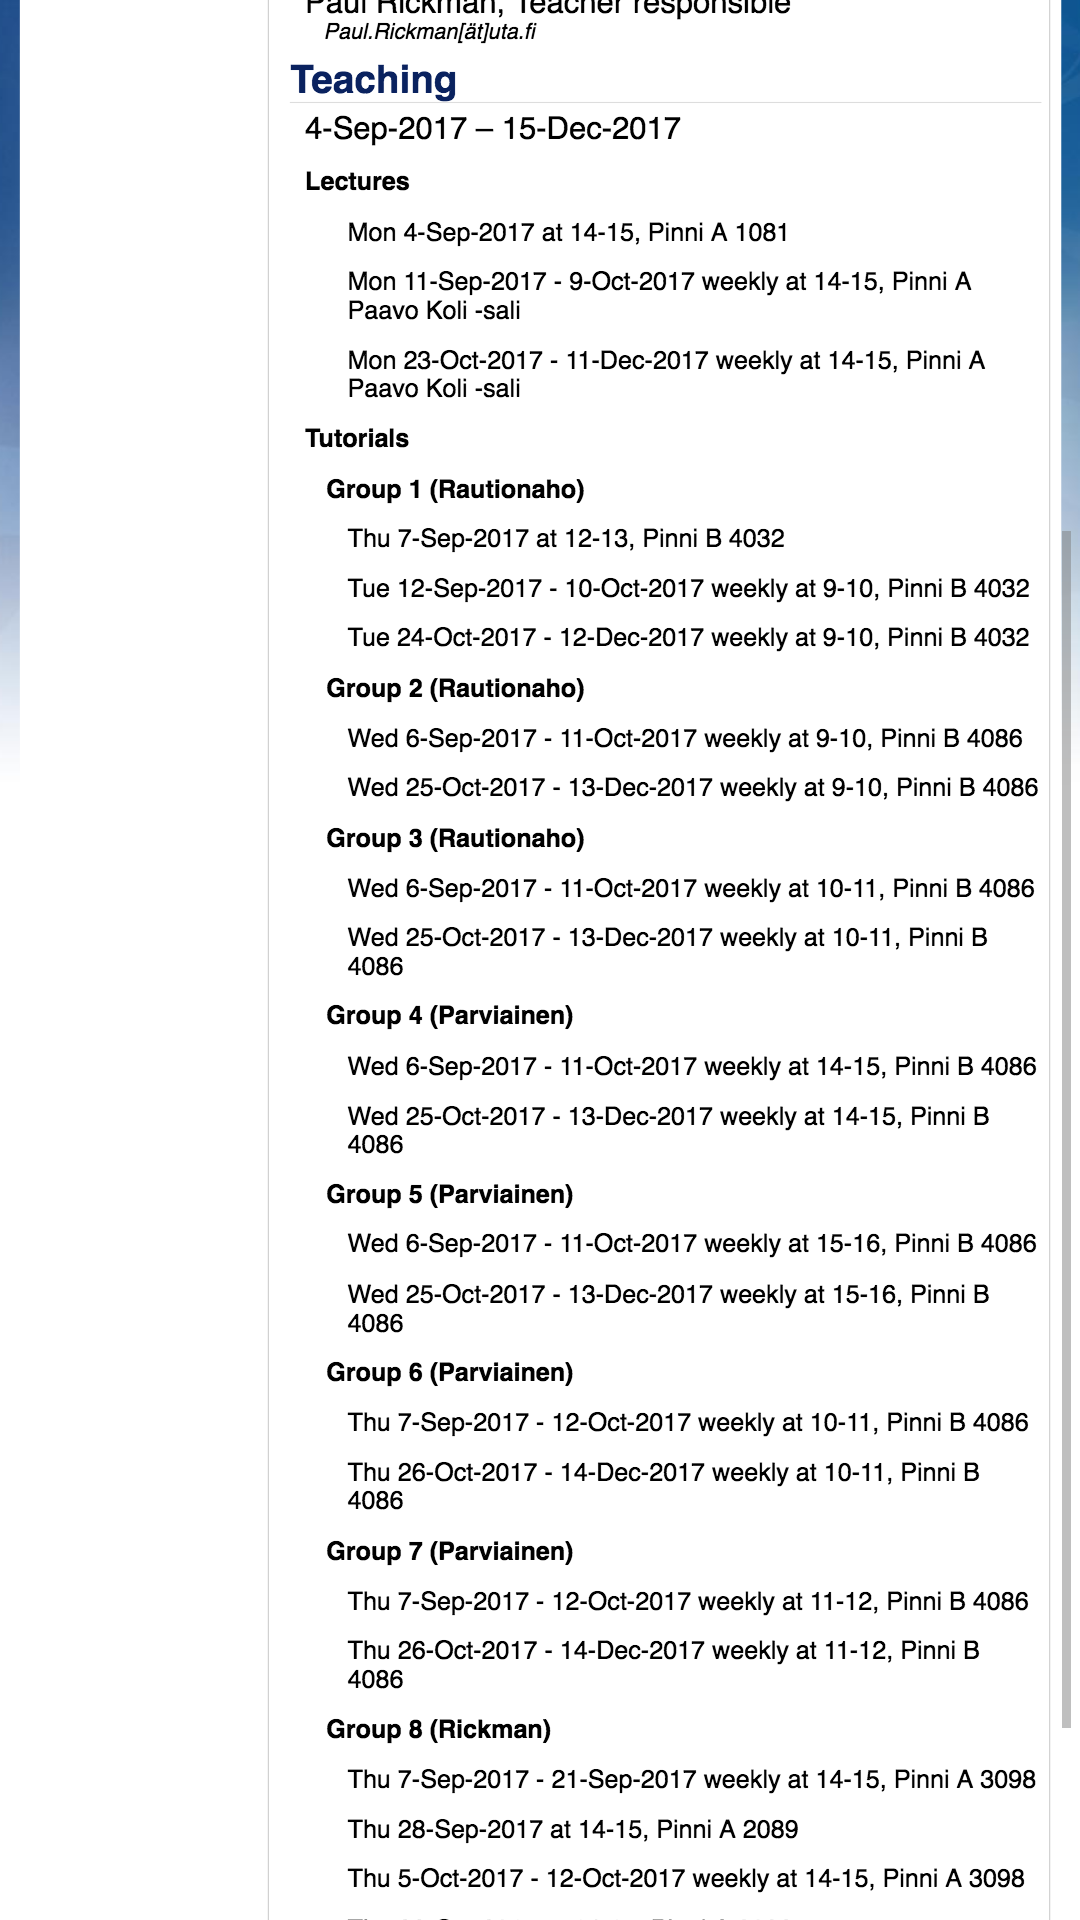 Paul Rickman, Teacher responsible
Paul.Rickman[ät]uta.fi
Teaching
4-Sep-2017 – 15-Dec-2017
Lectures
Mon 4-Sep-2017 at 14-15, Pinni A 1081
Mon 11-Sep-2017 - 9-Oct-2017 weekly at 14-15, Pinni A
Paavo Koli -sali
Mon 23-Oct-2017 - 11-Dec-2017 weekly at 14-15, Pinni A
Paavo Koli -sali
Tutorials
Group 1 (Rautionaho)
Thu 7-Sep-2017 at 12-13, Pinni B 4032
Tue 12-Sep-2017 - 10-Oct-2017 weekly at 9-10, Pinni B 4032
Tue 24-Oct-2017 - 12-Dec-2017 weekly at 9-10, Pinni B 4032
Group 2 (Rautionaho)
Wed 6-Sep-2017 - 11-Oct-2017 weekly at 9-10, Pinni B 4086
Wed 25-Oct-2017 - 13-Dec-2017 weekly at 9-10, Pinni B 4086
Group 3 (Rautionaho)
Wed 6-Sep-2017 - 11-Oct-2017 weekly at 10-11, Pinni B 4086
Wed 25-Oct-2017 - 13-Dec-2017 weekly at 10-11, Pinni B
4086
Group 4 (Parviainen)
Wed 6-Sep-2017 - 11-Oct-2017 weekly at 14-15, Pinni B 4086
Wed 25-Oct-2017 - 13-Dec-2017 weekly at 14-15, Pinni B
4086
Group 5 (Parviainen)
Wed 6-Sep-2017 - 11-Oct-2017 weekly at 15-16, Pinni B 4086
Wed 25-Oct-2017 - 13-Dec-2017 weekly at 15-16, Pinni B
4086
Group 6 (Parviainen)
Thu 7-Sep-2017 - 12-Oct-2017 weekly at 10-11, Pinni B 4086
Thu 26-Oct-2017 - 14-Dec-2017 weekly at 10-11, Pinni B
4086
Group 7 (Parviainen)
Thu 7-Sep-2017 - 12-Oct-2017 weekly at 11-12, Pinni B 4086
Thu 26-Oct-2017 - 14-Dec-2017 weekly at 11-12, Pinni B
4086
Group 8 (Rickman)
Thu 7-Sep-2017 - 21-Sep-2017 weekly at 14-15, Pinni A 3098
Thu 28-Sep-2017 at 14-15, Pinni A 2089
Thu 5-Oct-2017 - 12-Oct-2017 weekly at 14-15, Pinni A 3098